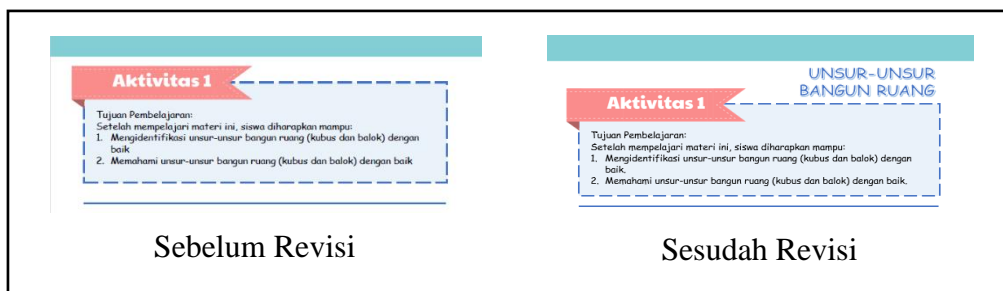 Aktivitas 1
Tujuan Pembelajaran:
Setelah mempelajari materi ini, siswa diharapkan mampu:
1. Mengidentifikasi unsur-unsur bangun ruang (kubus dan balok) dengan
baik
2. Memahami unsur-unsur bangun ruang (kubus dan balok) dengan baik
Sebelum Revisi
UNSUR-UNSUR
BANGUN RUANG
Aktivitas 1
Tujuan Pembelajaran:
Setelah mempelajari materi ini, siswa diharapkan mampu:
1. Mengidentifikasi unsur-unsur bangun ruang (kubus dan balok) dengan
baik.
2. Memahami unsur-unsur bangun ruang (kubus dan balok) dengan baik.
Sesudah Revisi